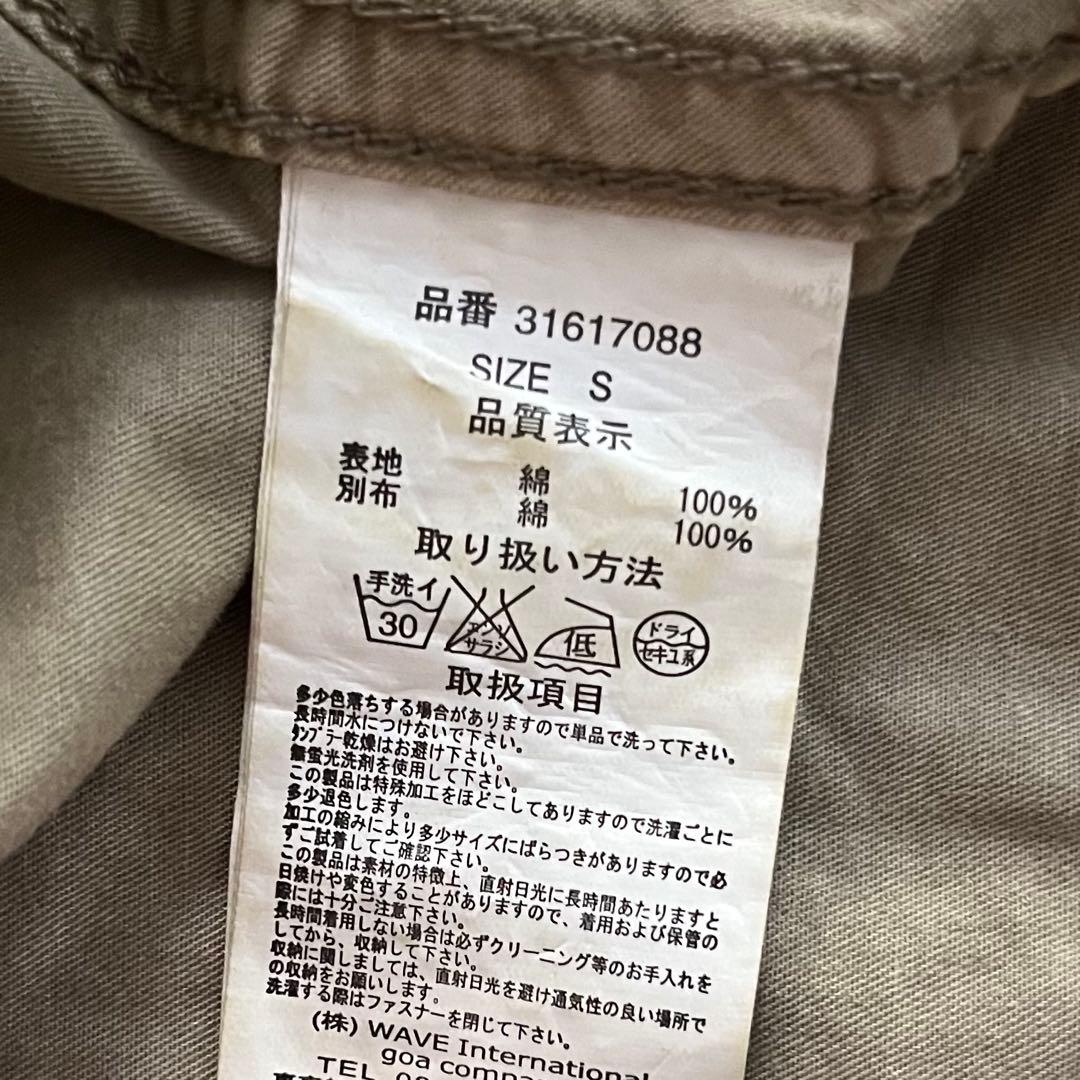 品番 31617088
SIZE S
品質表示
表地 綿 100%
別布 綿 100%
取り扱い方法
手洗イ 30 エンソ サラシ 低 ドライ セキユ系
取扱項目
多少色落ちする場合がありますので単品で洗って下さい。
長時間水につけないで下さい。
ﾀﾝﾌﾞﾗｰ乾燥はお避け下さい。
無蛍光洗剤を使用して下さい。
この製品は特殊加工をほどこしてありますので洗濯ごとに
多少退色します。
加工の縮みにより多少サイズにばらつきがありますので必
ずご試着してご確認下さい。
この製品は素材の特徴上、直射日光に長時間あたりますと
日焼けや変色することがありますので、着用および保管の
際には十分ご注意下さい。
長時間着用しない場合は必ずクリーニング等のお手入れを
してから、収納して下さい。
収納に関しましては、直射日光を避け通気性の良い場所で
の収納をお願いします。
洗濯する際はファスナーを閉じて下さい。
(株) WAVE International
goa
TEL